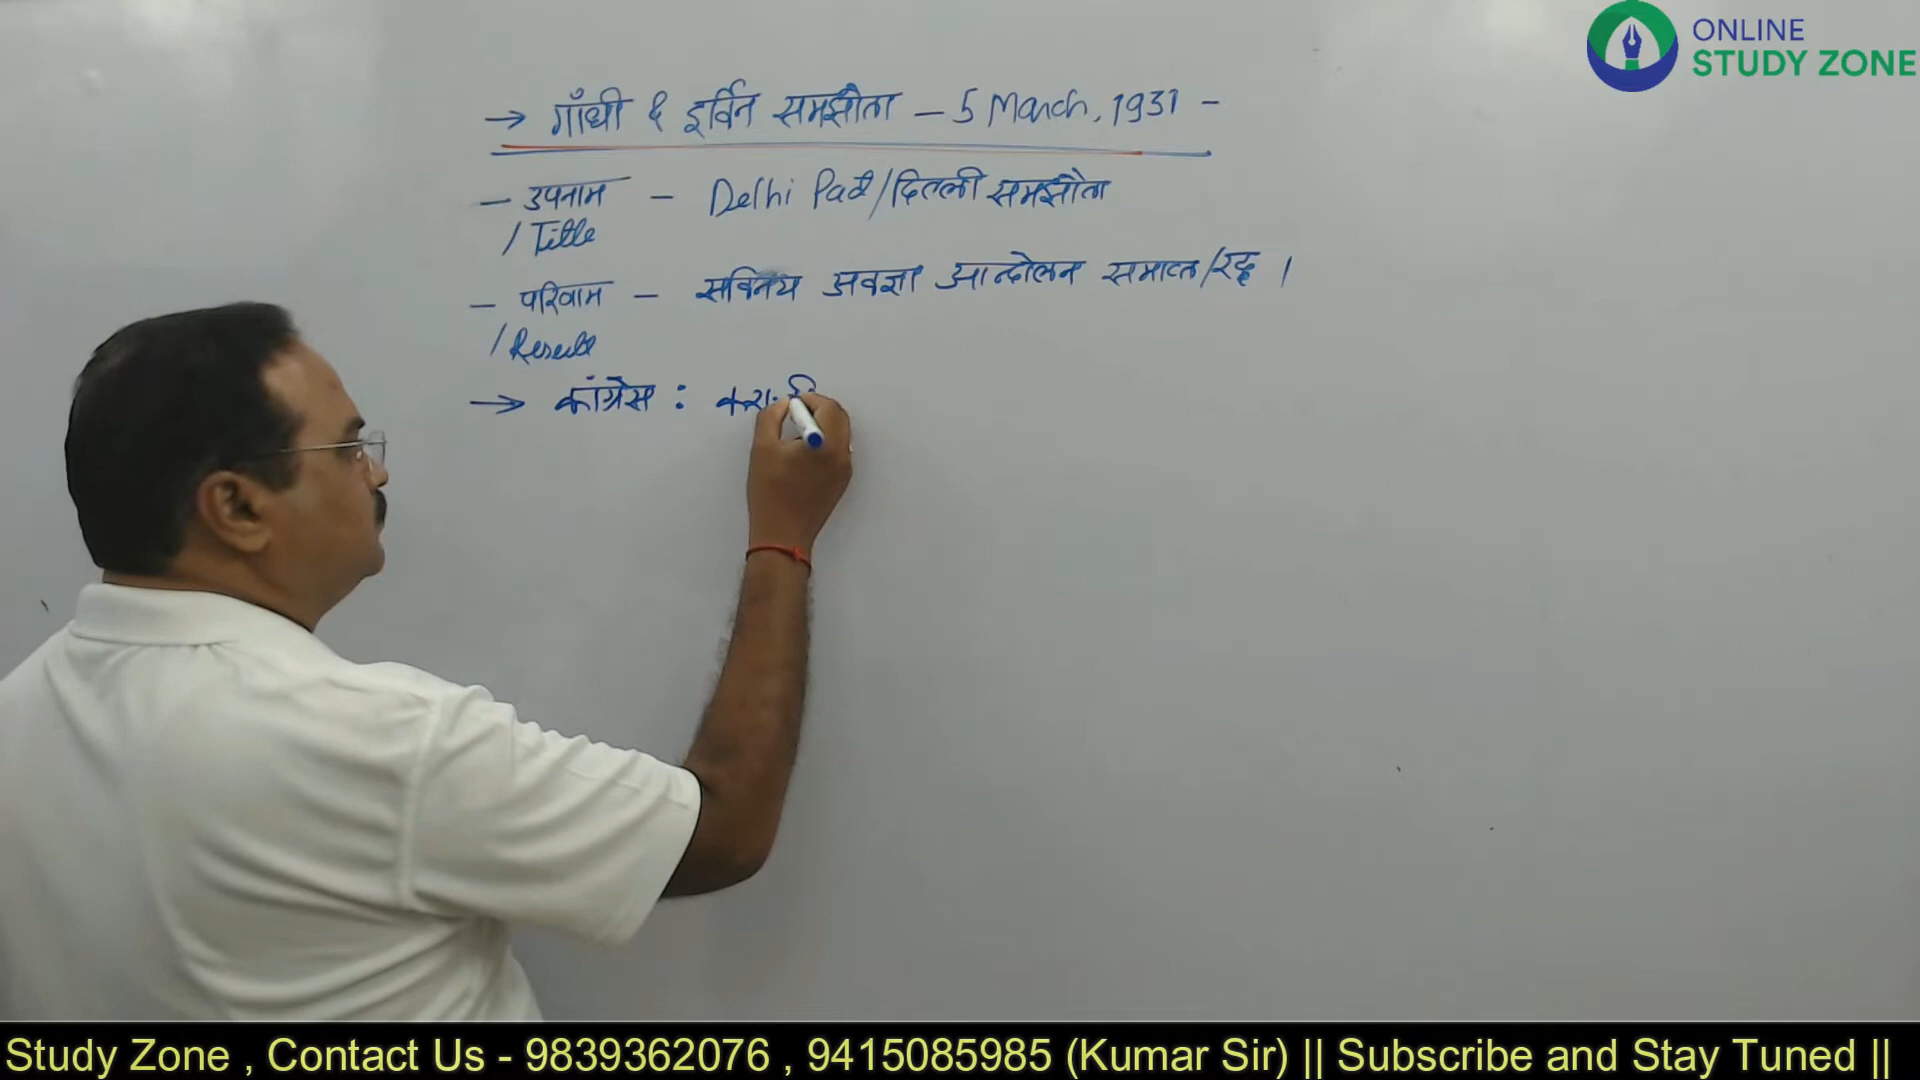 ONLINE
STUDY ZONE
→ गाँधी & इर्विन समझौता – 5 March, 1931 –
– उपनाम – Delhi Pact/दिल्ली समझौता
/ Title
– परिणाम – सविनय अवज्ञा आन्दोलन समाप्त/रद्द ।
/ Result
→ कांग्रेस :
Study Zone , Contact Us - 9839362076 , 9415085985 (Kumar Sir) || Subscribe and Stay Tuned ||